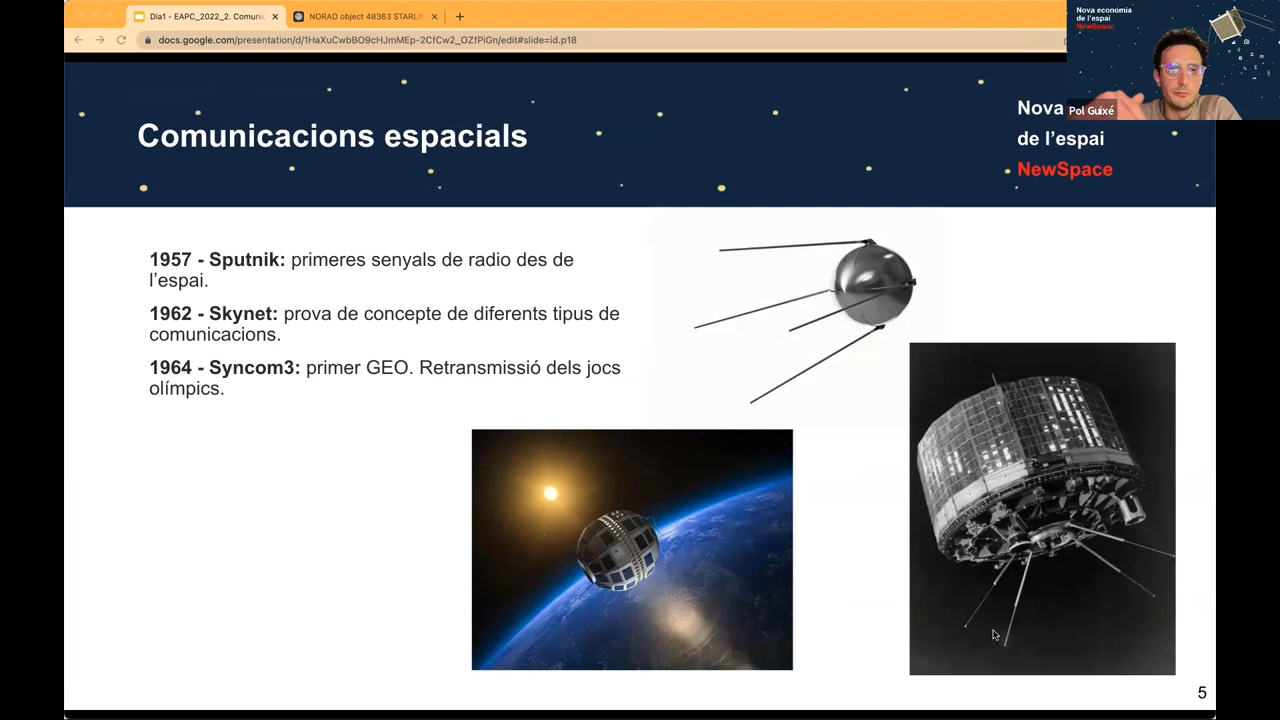 Dia1 - EAPC_2022_2. Comunic
NORAD object 48363 STARLI
docs.google.com/presentation/d/1HaXuCwbBO9cHJmMEp-2CfCw2_OZfPiGn/edit#slide=id.p18
Nova economia
de l'espai
NewSpace
Pol Guixé
Comunicacions espacials
Nova
de l'espai
NewSpace
1957 - Sputnik: primeres senyals de radio des de
l'espai.
1962 - Skynet: prova de concepte de diferents tipus de
comunicacions.
1964 - Syncom3: primer GEO. Retransmissió dels jocs
olímpics.
5